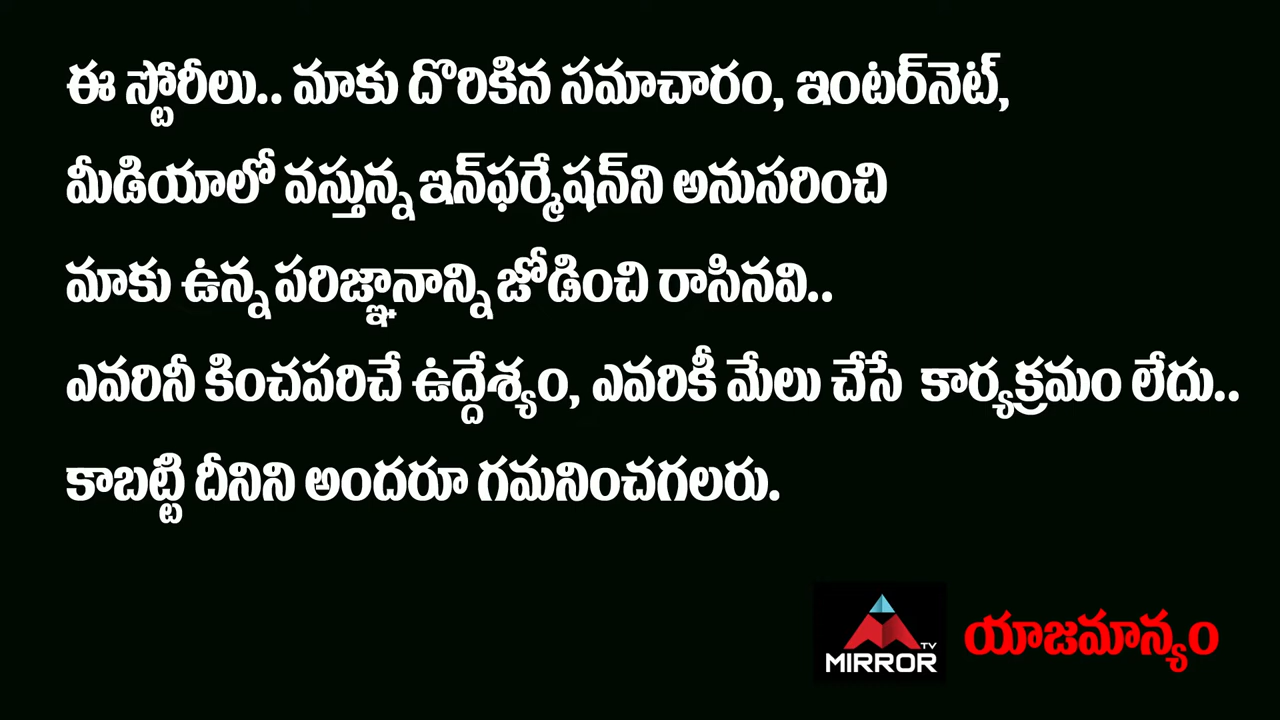 ఈ స్టోరీలు.. మాకు దొరికిన సమాచారం, ఇంటర్‌నెట్,
మీడియాలో వస్తున్న ఇన్‌ఫర్మేషన్‌ని అనుసరించి
మాకు ఉన్న పరిజ్ఞానాన్ని జోడించి రాసినవి..
ఎవరినీ కించపరిచే ఉద్దేశ్యం, ఎవరికీ మేలు చేసే కార్యక్రమం లేదు..
కాబట్టి దీనిని అందరూ గమనించగలరు.
MIRROR TV యాజమాన్యం